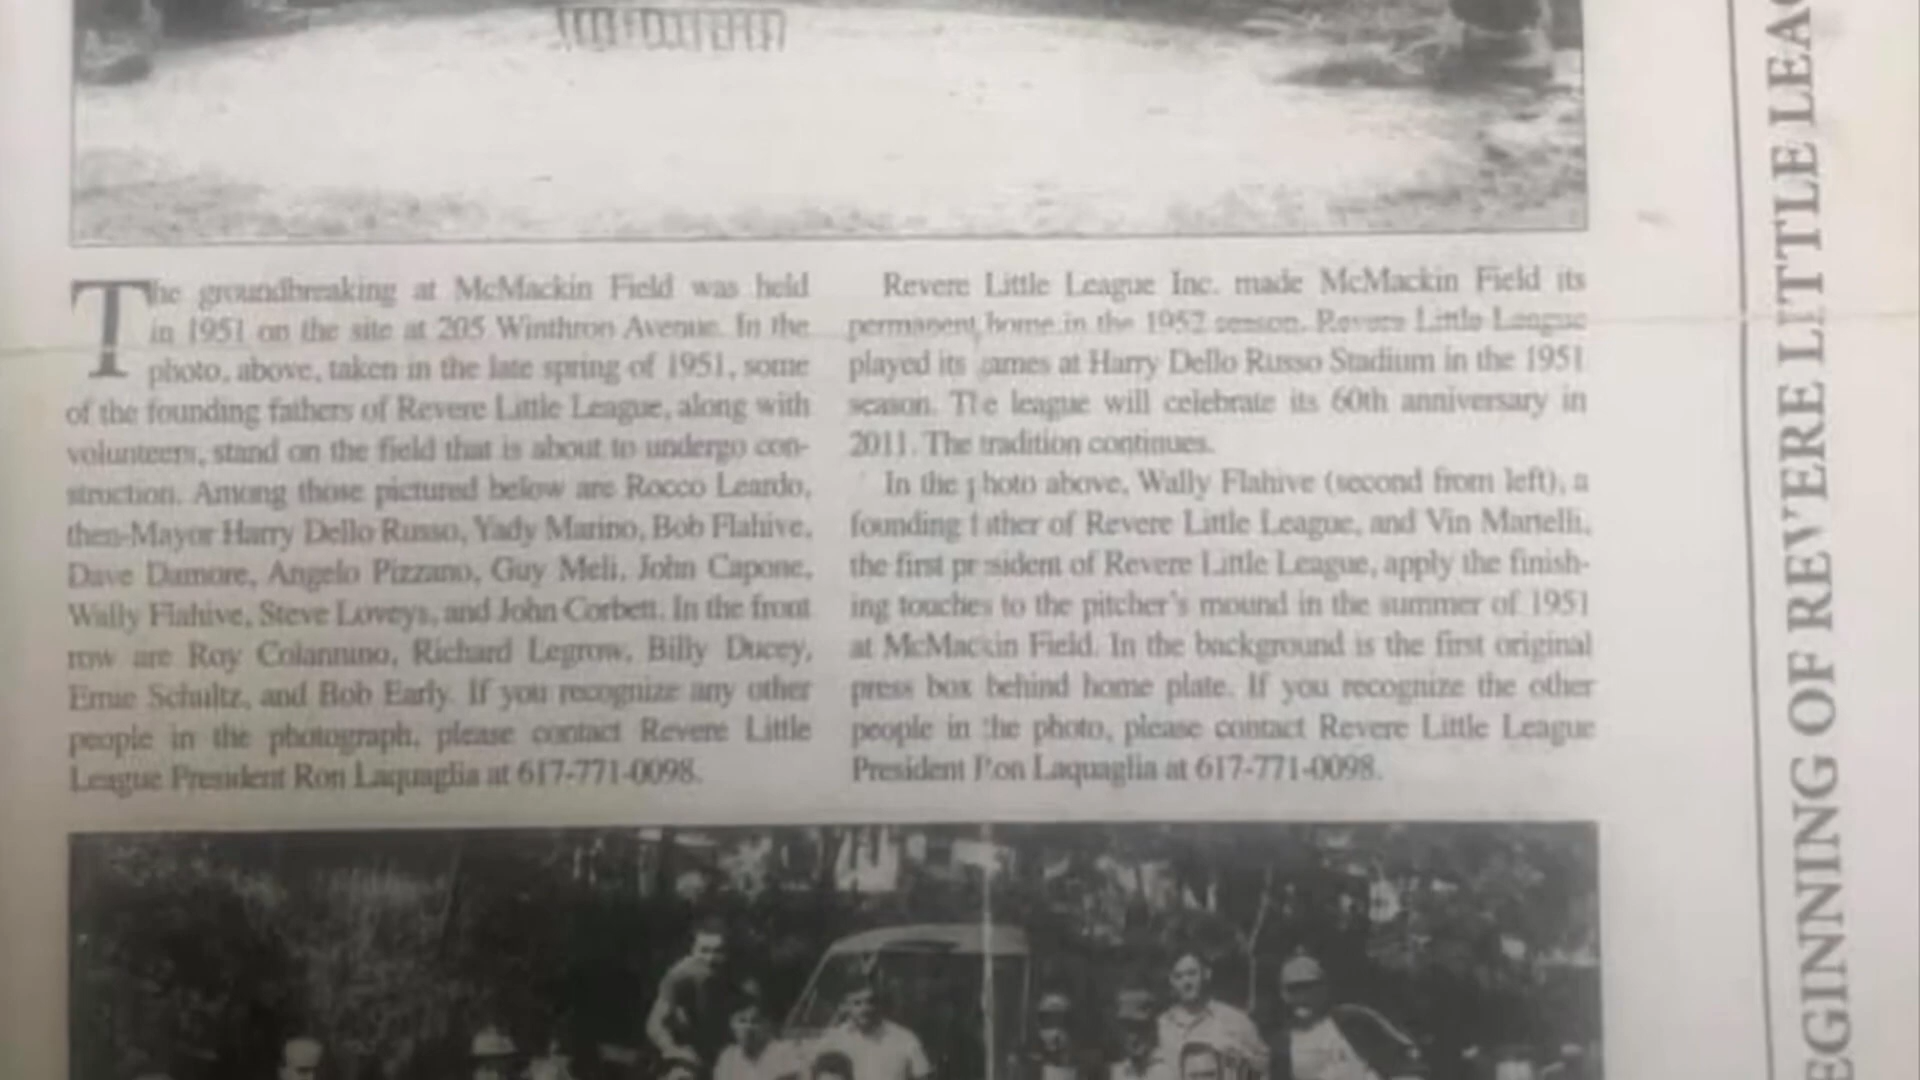 The groundbreaking at McMackin Field was held
in 1951 on the site at 205 Winthrop Avenue. In the
photo, above, taken in the late spring of 1951, some
of the founding fathers of Revere Little League, along with
volunteers, stand on the field that is about to undergo con-
struction. Among those pictured below are Rocco Leardo,
then-Mayor Harry Dello Russo, Yady Marino, Bob Flahive,
Dave Damore, Angelo Pizzano, Guy Meli, John Capone,
Wally Flahive, Steve Loveys, and John Corbett. In the front
row are Roy Colannino, Richard Legrow, Billy Ducey,
Ernie Schultz, and Bob Early. If you recognize any other
people in the photograph, please contact Revere Little
League President Ron Laquaglia at 617-771-0098.
Revere Little League Inc. made McMackin Field its
permanent home in the 1952 season. Revere Little League
played its games at Harry Dello Russo Stadium in the 1951
season. The league will celebrate its 60th anniversary in
2011. The tradition continues.
In the photo above, Wally Flahive (second from left), a
founding father of Revere Little League, and Vin Martelli,
the first president of Revere Little League, apply the finish-
ing touches to the pitcher's mound in the summer of 1951
at McMackin Field. In the background is the first original
press box behind home plate. If you recognize the other
people in the photo, please contact Revere Little League
President Ron Laquaglia at 617-771-0098.
EGINNING OF REVERE LITTLE LEAG